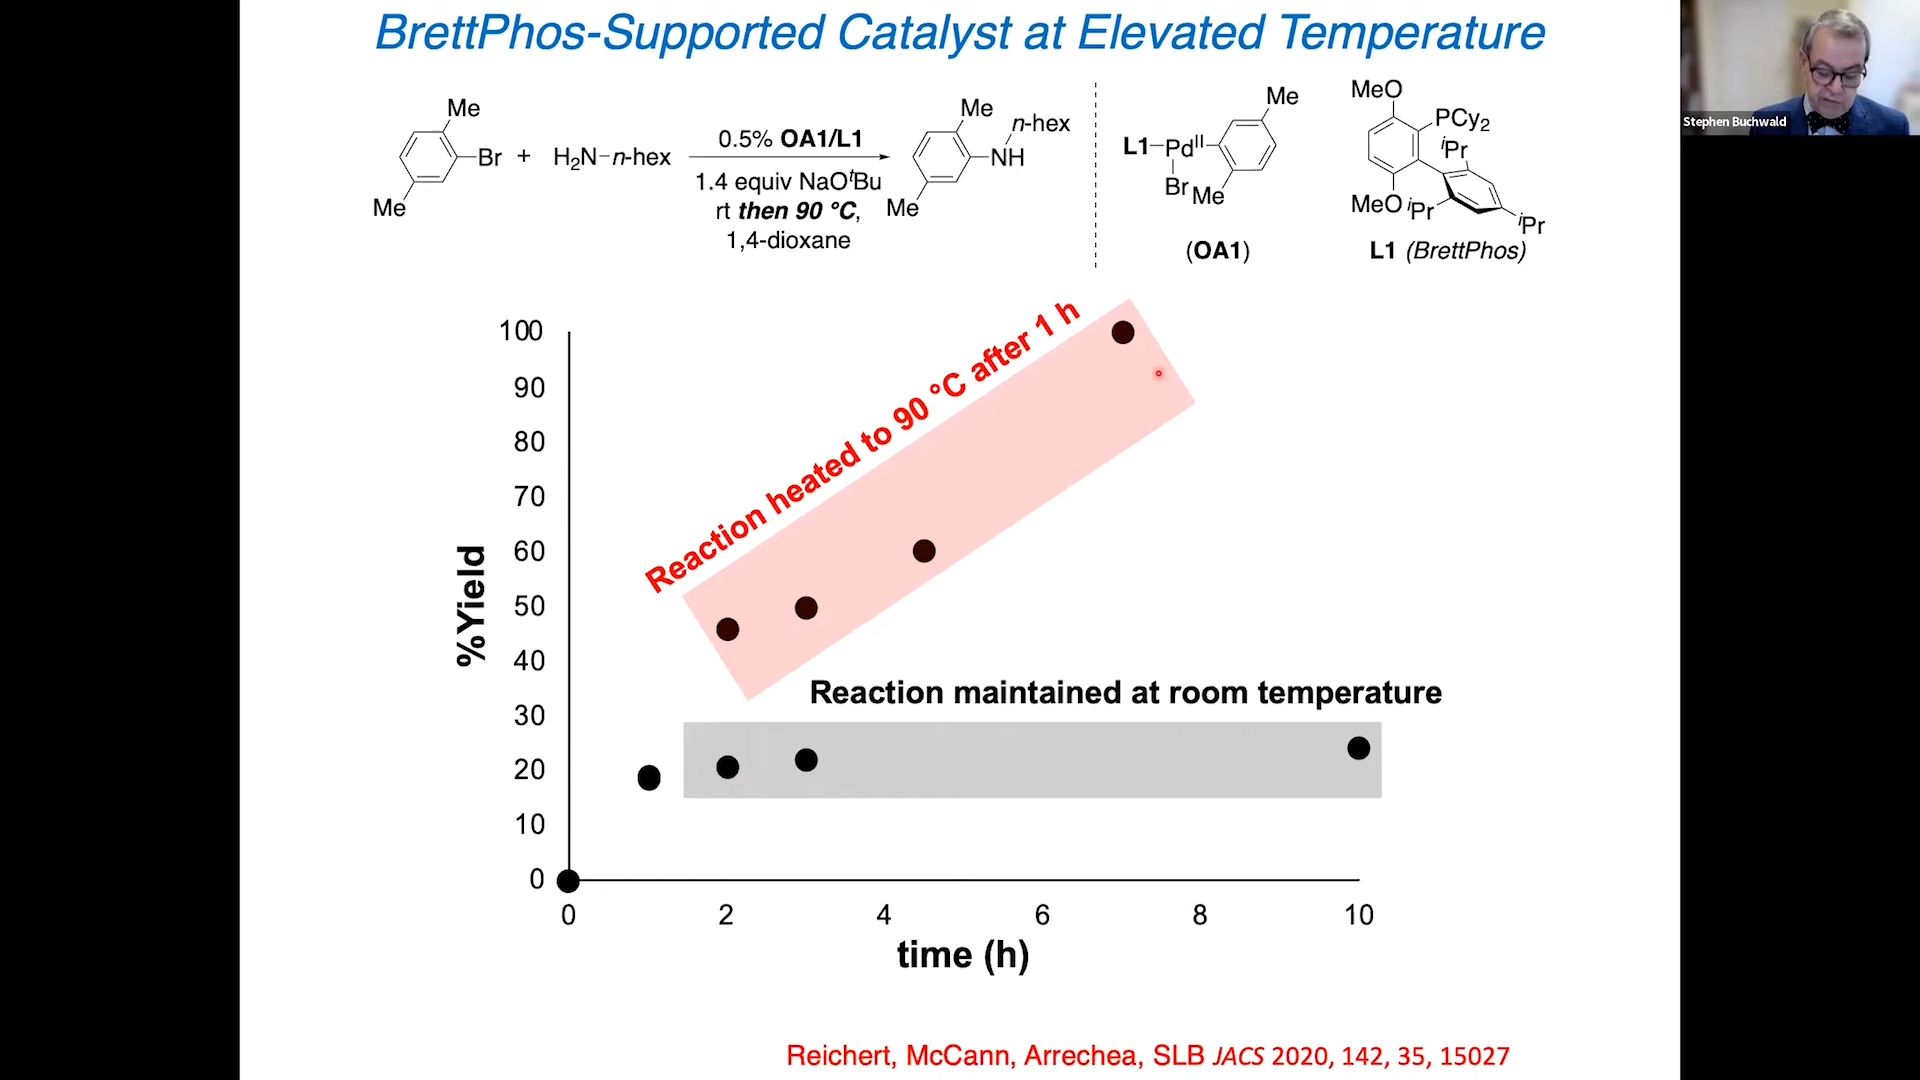 BrettPhos-Supported Catalyst at Elevated Temperature
Stephen Buchwald
Me
Br
Me
+
H₂N-n-hex
0.5% OA1/L1
1.4 equiv NaOᵗBu
rt then 90 °C,
1,4-dioxane
Me
n-hex
NH
Me
Me
L1-Pdᴵᴵ
Br
Me
(OA1)
MeO
PCy₂
ⁱPr
MeO
ⁱPr
ⁱPr
L1 (BrettPhos)
Reaction heated to 90 °C after 1 h
Reaction maintained at room temperature
%Yield
100
90
80
70
60
50
40
30
20
10
0
0 2 4 6 8 10
time (h)
Reichert, McCann, Arrechea, SLB JACS 2020, 142, 35, 15027